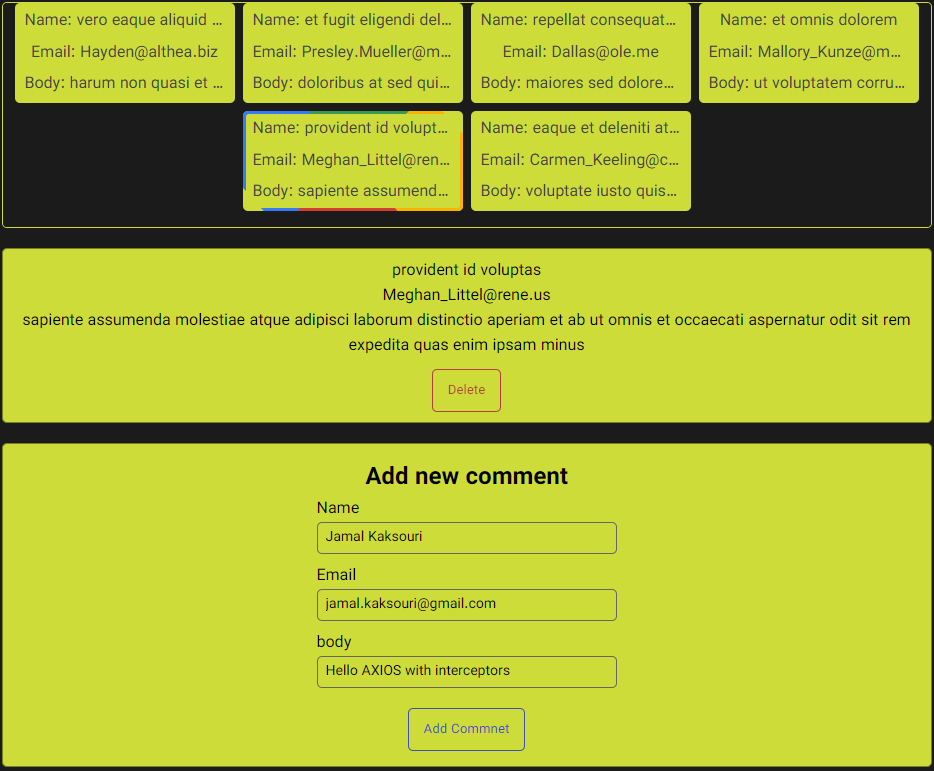 Name: vero eaque aliquid ...
Email: Hayden@althea.biz
Body: harum non quasi et ...
Name: et fugit eligendi del...
Email: Presley.Mueller@m...
Body: doloribus at sed qui...
Name: repellat consequat...
Email: Dallas@ole.me
Body: maiores sed dolore...
Name: et omnis dolorem
Email: Mallory_Kunze@m...
Body: ut voluptatem corru...
Name: provident id volupt...
Email: Meghan_Littel@ren...
Body: sapiente assumend...
Name: eaque et deleniti at...
Email: Carmen_Keeling@c...
Body: voluptate iusto quis...
provident id voluptas
Meghan_Littel@rene.us
sapiente assumenda molestiae atque adipisci laborum distinctio aperiam et ab ut omnis et occaecati aspernatur odit sit rem
expedita quas enim ipsam minus
Delete
Add new comment
Name
Jamal Kaksouri
Email
jamal.kaksouri@gmail.com
body
Hello AXIOS with interceptors
Add Commnet